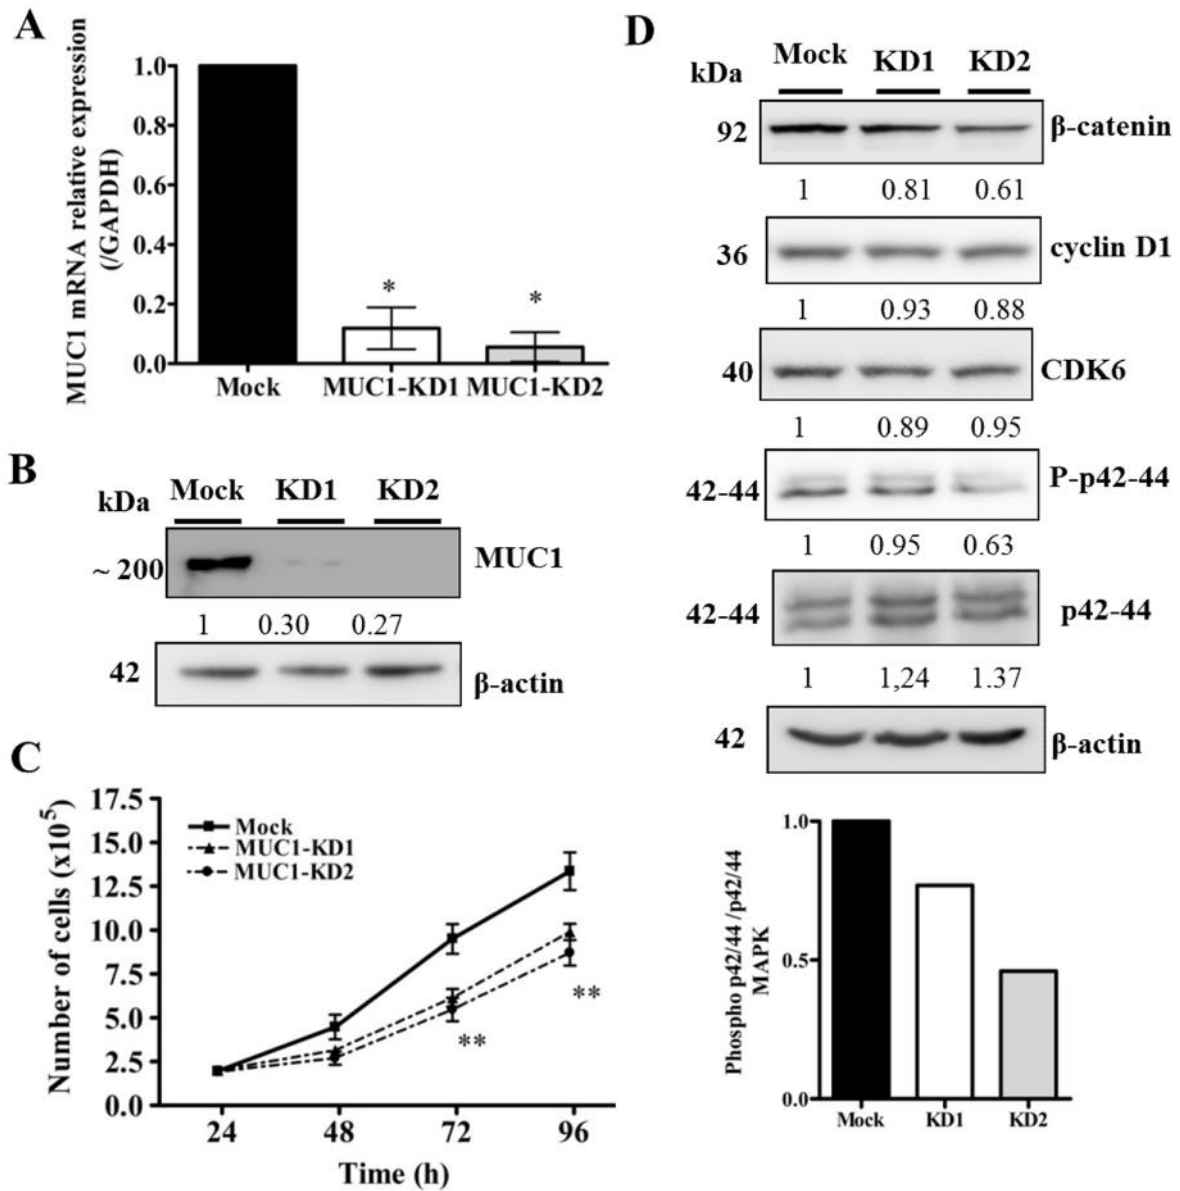 A
MUC1 mRNA relative expression
(/GAPDH)
1.0
0.8
0.6
0.4
0.2
0.0
*
*
Mock
MUC1-KD1
MUC1-KD2
B
kDa
Mock
KD1
KD2
~ 200
MUC1
1
0.30
0.27
42
β-actin
C
Number of cells (x10⁵)
17.5
15.0
12.5
10.0
7.5
5.0
2.5
0.0
Mock
MUC1-KD1
MUC1-KD2
**
**
24
48
72
96
Time (h)
D
kDa
Mock
KD1
KD2
92
β-catenin
1
0.81
0.61
36
cyclin D1
1
0.93
0.88
40
CDK6
1
0.89
0.95
42-44
P-p42-44
1
0.95
0.63
42-44
p42-44
1
1,24
1.37
42
β-actin
Phospho p42/44 /p42/44
MAPK
1.0
0.5
0.0
Mock
KD1
KD2